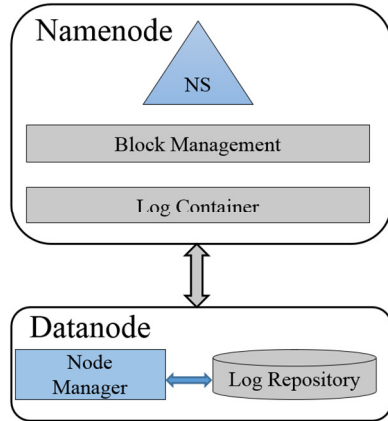 Namenode
NS
Block Management
Log Container
Datanode
Node
Manager
Log Repository